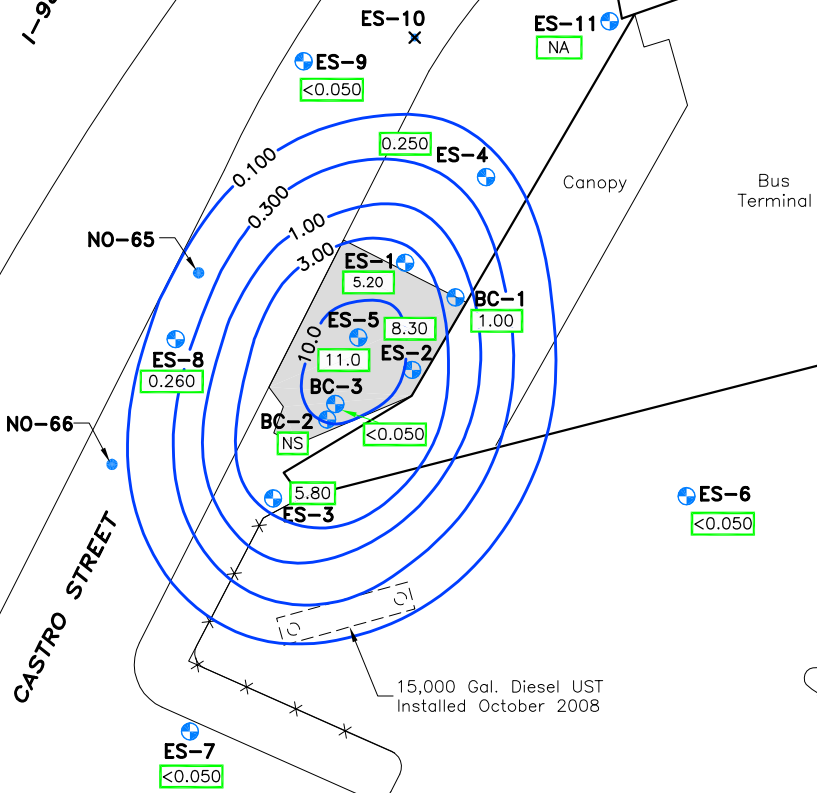 ES-10
ES-11
NA
ES-9
<0.050
0.100
0.250
ES-4
Canopy
Bus
Terminal
0.300
NO-65
1.00
3.00
ES-1
5.20
BC-1
1.00
ES-5
8.30
10.0
11.0
ES-2
ES-8
0.260
BC-3
BC-2
NS
<0.050
NO-66
5.80
ES-3
ES-6
<0.050
CASTRO STREET
15,000 Gal. Diesel UST
Installed October 2008
ES-7
<0.050